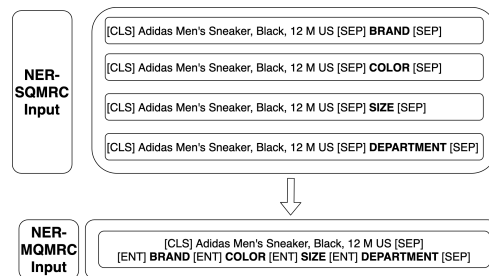 NER-
SQMRC
Input
[CLS] Adidas Men's Sneaker, Black, 12 M US [SEP] BRAND [SEP]
[CLS] Adidas Men's Sneaker, Black, 12 M US [SEP] COLOR [SEP]
[CLS] Adidas Men's Sneaker, Black, 12 M US [SEP] SIZE [SEP]
[CLS] Adidas Men's Sneaker, Black, 12 M US [SEP] DEPARTMENT [SEP]
NER-
MQMRC
Input
[CLS] Adidas Men's Sneaker, Black, 12 M US [SEP]
[ENT] BRAND [ENT] COLOR [ENT] SIZE [ENT] DEPARTMENT [SEP]